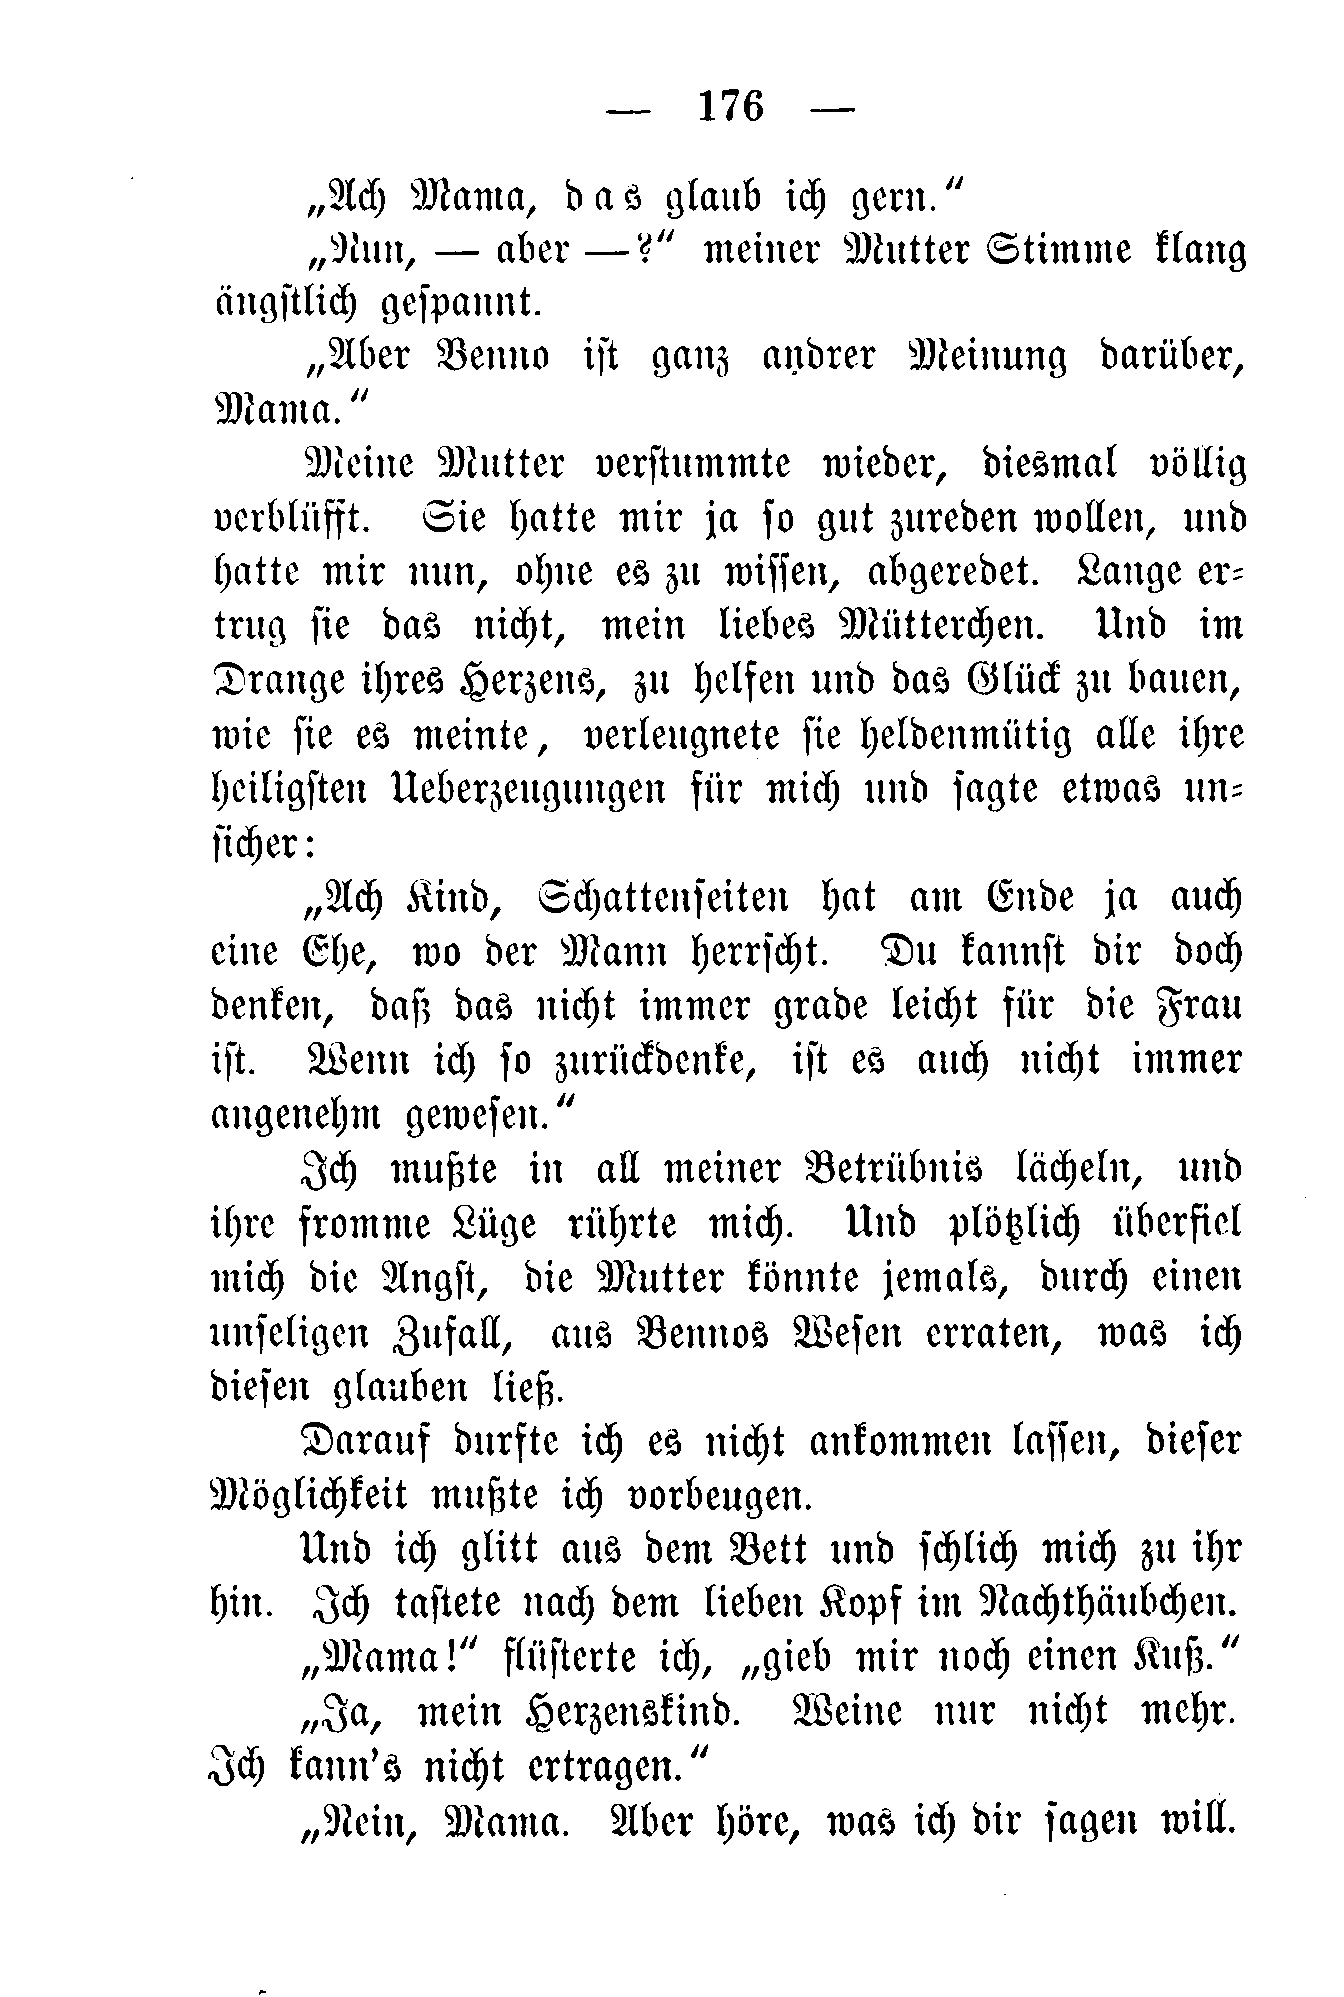 — 176 —
„Ach Mama, das glaub ich gern.“
„Nun, — aber —?“ meiner Mutter Stimme klang
ängstlich gespannt.
„Aber Benno ist ganz andrer Meinung darüber,
Mama.“
Meine Mutter verstummte wieder, diesmal völlig
verblüfft. Sie hatte mir ja so gut zureden wollen, und
hatte mir nun, ohne es zu wissen, abgeredet. Lange er-
trug sie das nicht, mein liebes Mütterchen. Und im
Drange ihres Herzens, zu helfen und das Glück zu bauen,
wie sie es meinte, verleugnete sie heldenmütig alle ihre
heiligsten Ueberzeugungen für mich und sagte etwas un-
sicher:
„Ach Kind, Schattenseiten hat am Ende ja auch
eine Ehe, wo der Mann herrscht. Du kannst dir doch
denken, daß das nicht immer grade leicht für die Frau
ist. Wenn ich so zurückdenke, ist es auch nicht immer
angenehm gewesen.“
Ich mußte in all meiner Betrübnis lächeln, und
ihre fromme Lüge rührte mich. Und plötzlich überfiel
mich die Angst, die Mutter könnte jemals, durch einen
unseligen Zufall, aus Bennos Wesen erraten, was ich
diesen glauben ließ.
Darauf durfte ich es nicht ankommen lassen, dieser
Möglichkeit mußte ich vorbeugen.
Und ich glitt aus dem Bett und schlich mich zu ihr
hin. Ich tastete nach dem lieben Kopf im Nachthäubchen.
„Mama!“ flüsterte ich, „gieb mir noch einen Kuß.“
„Ja, mein Herzenskind. Weine nur nicht mehr.
Ich kann's nicht ertragen.“
„Nein, Mama. Aber höre, was ich dir sagen will.